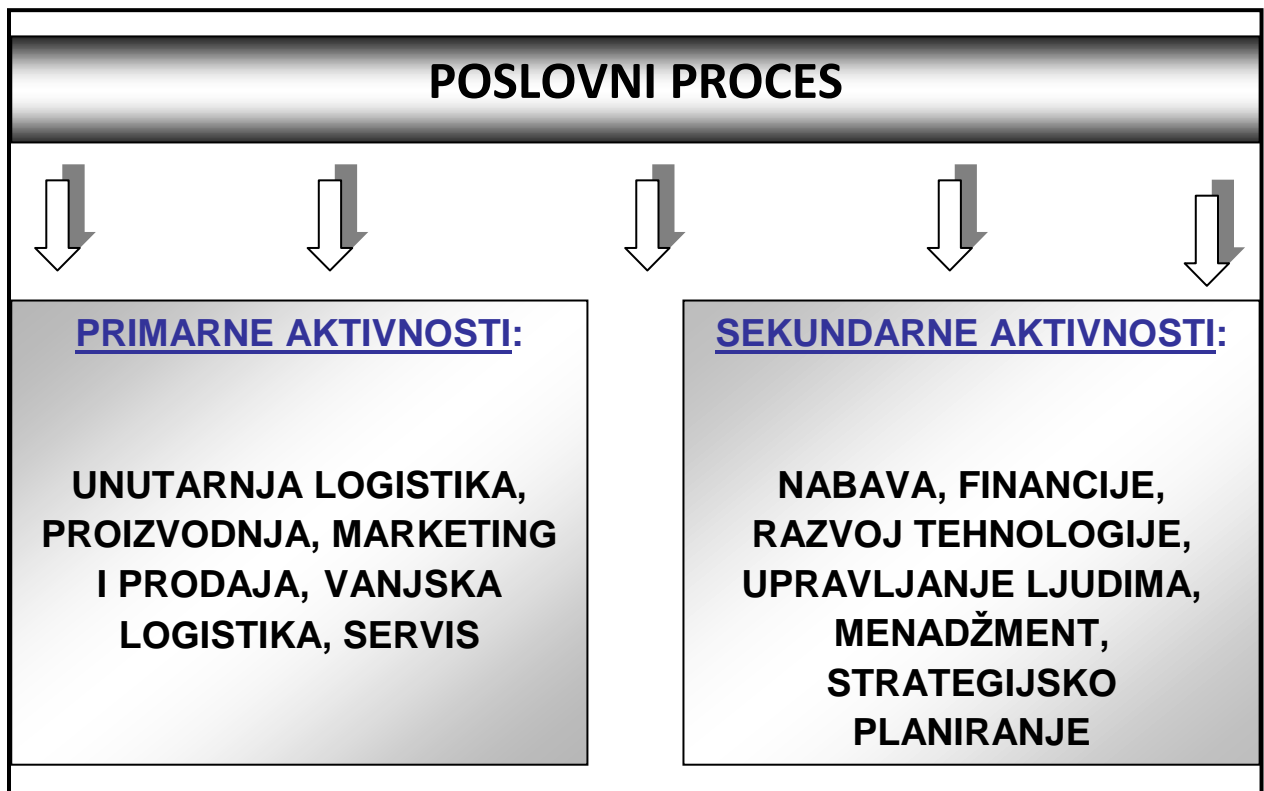 POSLOVNI PROCES
PRIMARNE AKTIVNOSTI:
UNUTARNJA LOGISTIKA,
PROIZVODNJA, MARKETING
I PRODAJA, VANJSKA
LOGISTIKA, SERVIS
SEKUNDARNE AKTIVNOSTI:
NABAVA, FINANCIJE,
RAZVOJ TEHNOLOGIJE,
UPRAVLJANJE LJUDIMA,
MENADŽMENT,
STRATEGIJSKO
PLANIRANJE